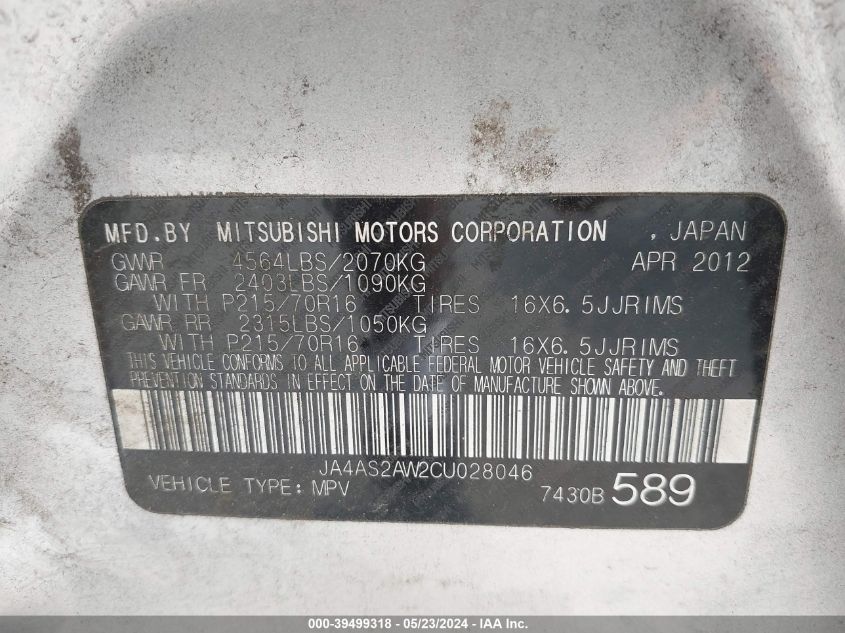 MFD.BY MITSUBISHI MOTORS CORPORATION , JAPAN
GVWR 4564LBS/2070KG APR 2012
GAWR FR 2403LBS/1090KG
WITH P215/70R16 TIRES 16X6.5JJRIMS
GAWR RR 2315LBS/1050KG
WITH P215/70R16 TIRES 16X6.5JJRIMS
THIS VEHICLE CONFORMS TO ALL APPLICABLE FEDERAL MOTOR VEHICLE SAFETY AND THEFT
PREVENTION STANDARDS IN EFFECT ON THE DATE OF MANUFACTURE SHOWN ABOVE.
JA4AS2AW2CU028046
VEHICLE TYPE: MPV 7430B 589
000-39499318 - 05/23/2024 - IAA Inc.